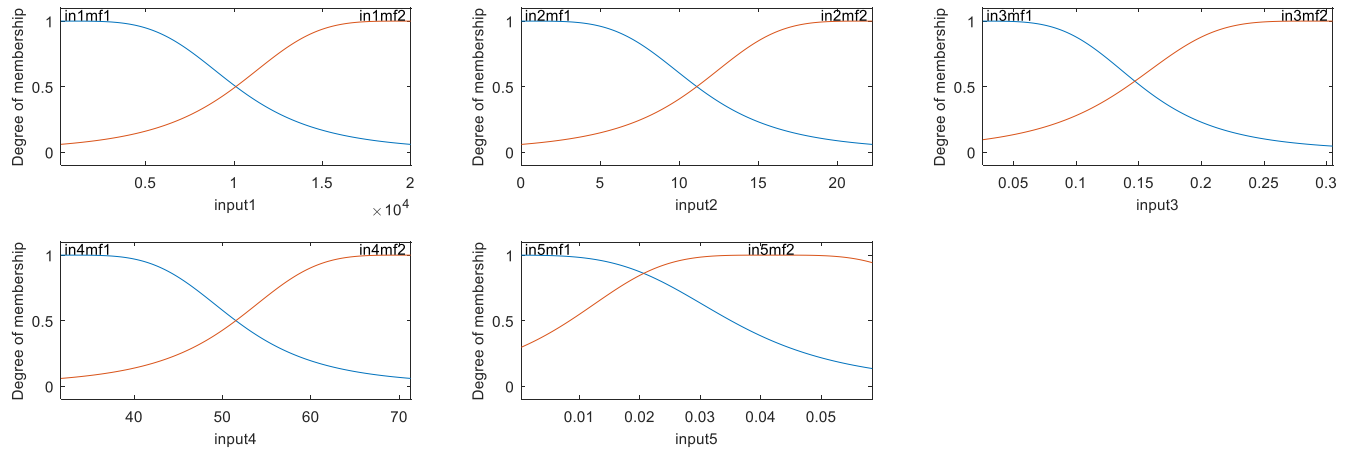 in1mf1 in1mf2
Degree of membership
1
0.5
0
0.5 1 1.5 2
input1
×10^4
in2mf1 in2mf2
Degree of membership
1
0.5
0
0 5 10 15 20
input2
in3mf1 in3mf2
Degree of membership
1
0.5
0
0.05 0.1 0.15 0.2 0.25 0.3
input3
in4mf1 in4mf2
Degree of membership
1
0.5
0
40 50 60 70
input4
in5mf1 in5mf2
Degree of membership
1
0.5
0
0.01 0.02 0.03 0.04 0.05
input5